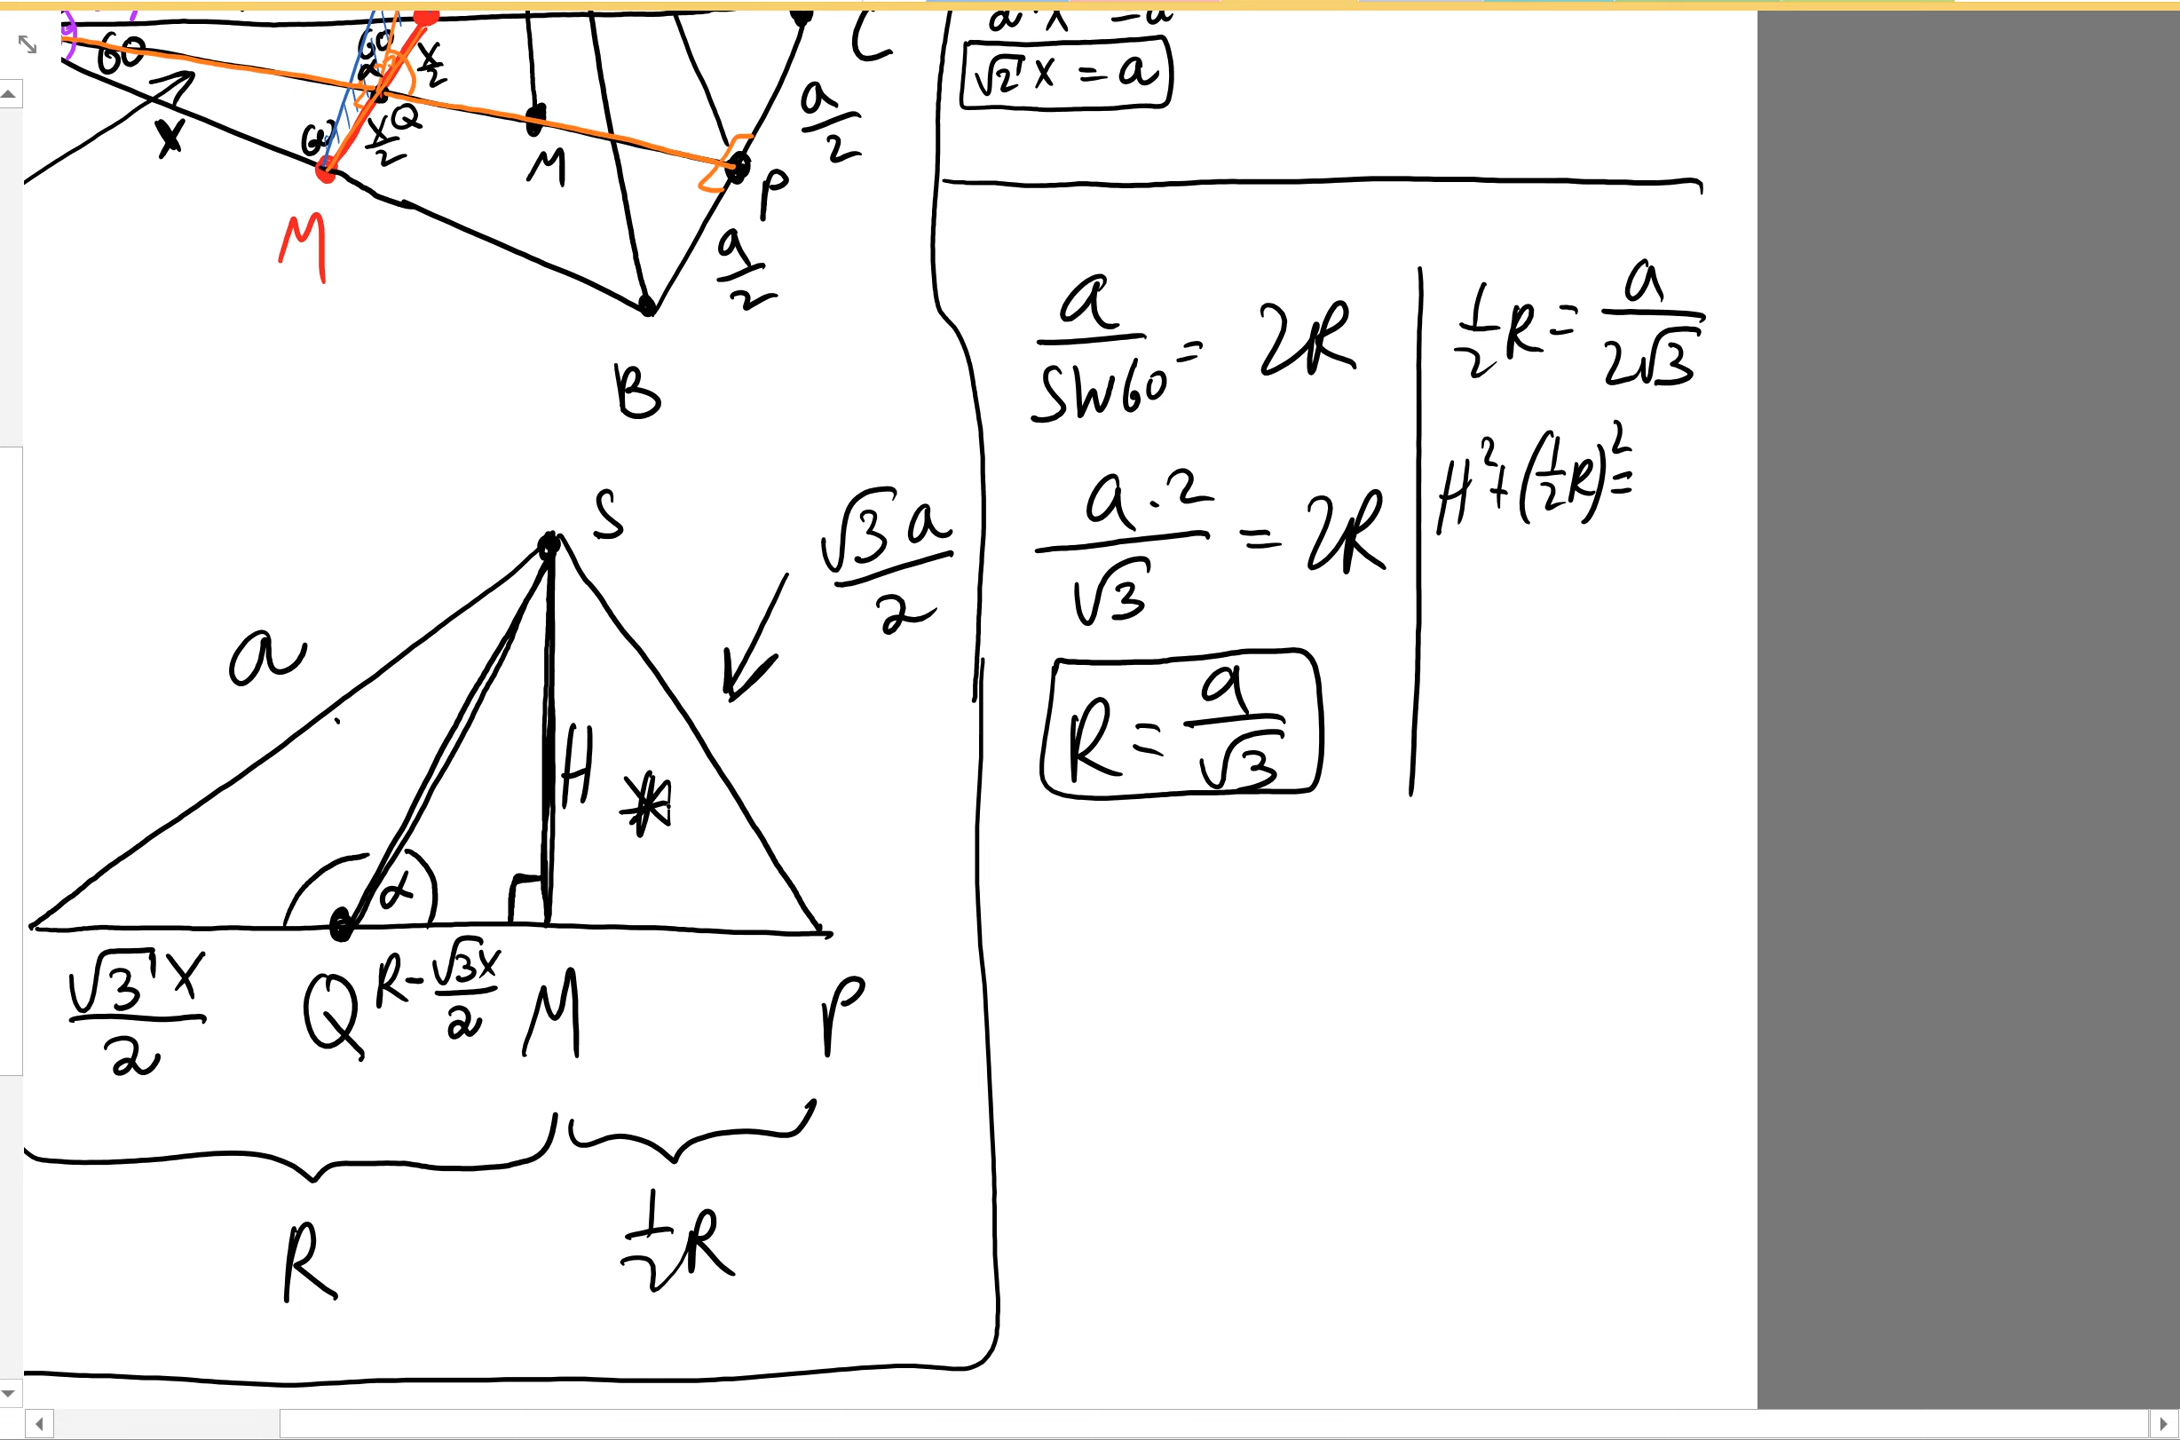 a · x = a
√2 x = a
60
60
α
x/2
60
x/2
Q
x
M
M
P
C
a/2
a/2
B
a/sin60 = 2R
a·2/√3 = 2R
R = a/√3
1/2 R = a/2√3
H² + (1/2 R)² =
S
√3 a/2
a
H
*
α
√3 x/2
Q
R - √3x/2
M
P
R
1/2 R